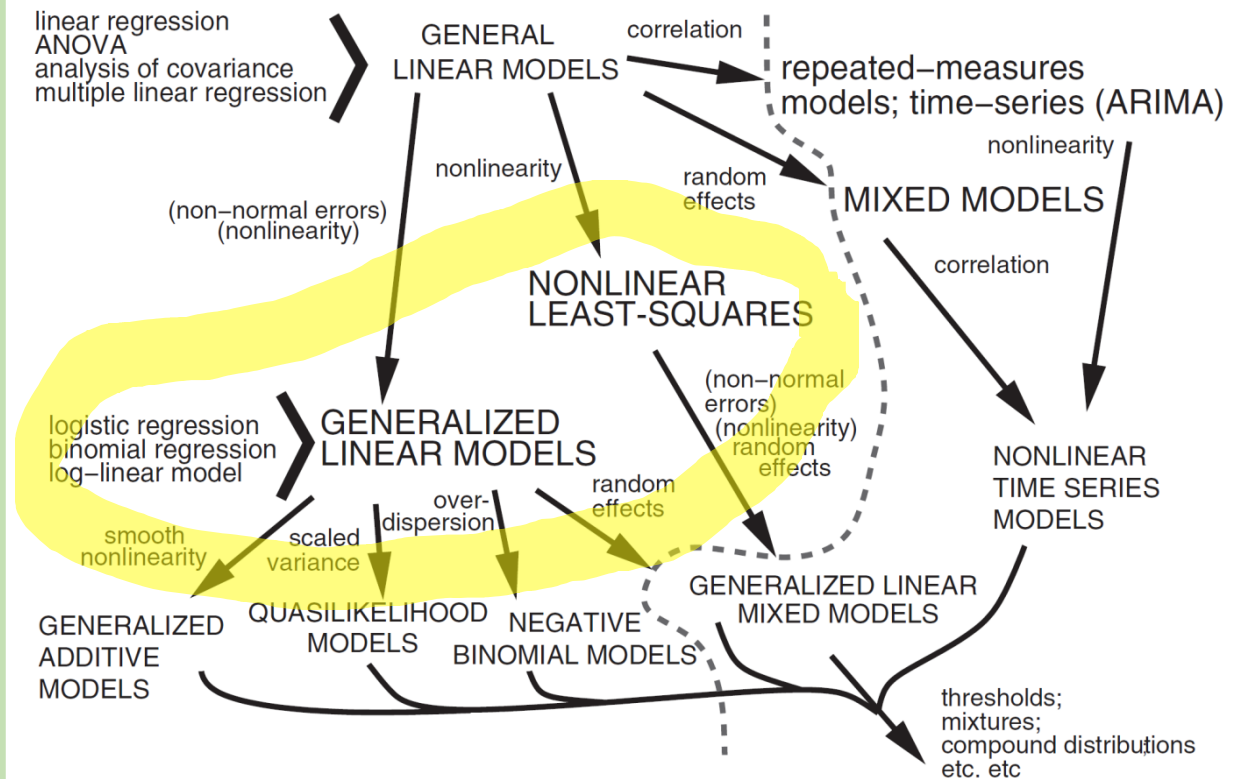 linear regression
ANOVA
analysis of covariance
multiple linear regression
GENERAL
LINEAR MODELS
correlation
repeated−measures
models; time−series (ARIMA)
nonlinearity
nonlinearity
random
effects
MIXED MODELS
(non−normal errors)
(nonlinearity)
correlation
NONLINEAR
LEAST-SQUARES
(non−normal
errors)
(nonlinearity)
random
effects
logistic regression
binomial regression
log−linear model
GENERALIZED
LINEAR MODELS
NONLINEAR
TIME SERIES
MODELS
smooth
nonlinearity
scaled
variance
over-
dispersion
random
effects
GENERALIZED
ADDITIVE
MODELS
QUASILIKELIHOOD
MODELS
NEGATIVE
BINOMIAL MODELS
GENERALIZED LINEAR
MIXED MODELS
thresholds;
mixtures;
compound distributions;
etc. etc